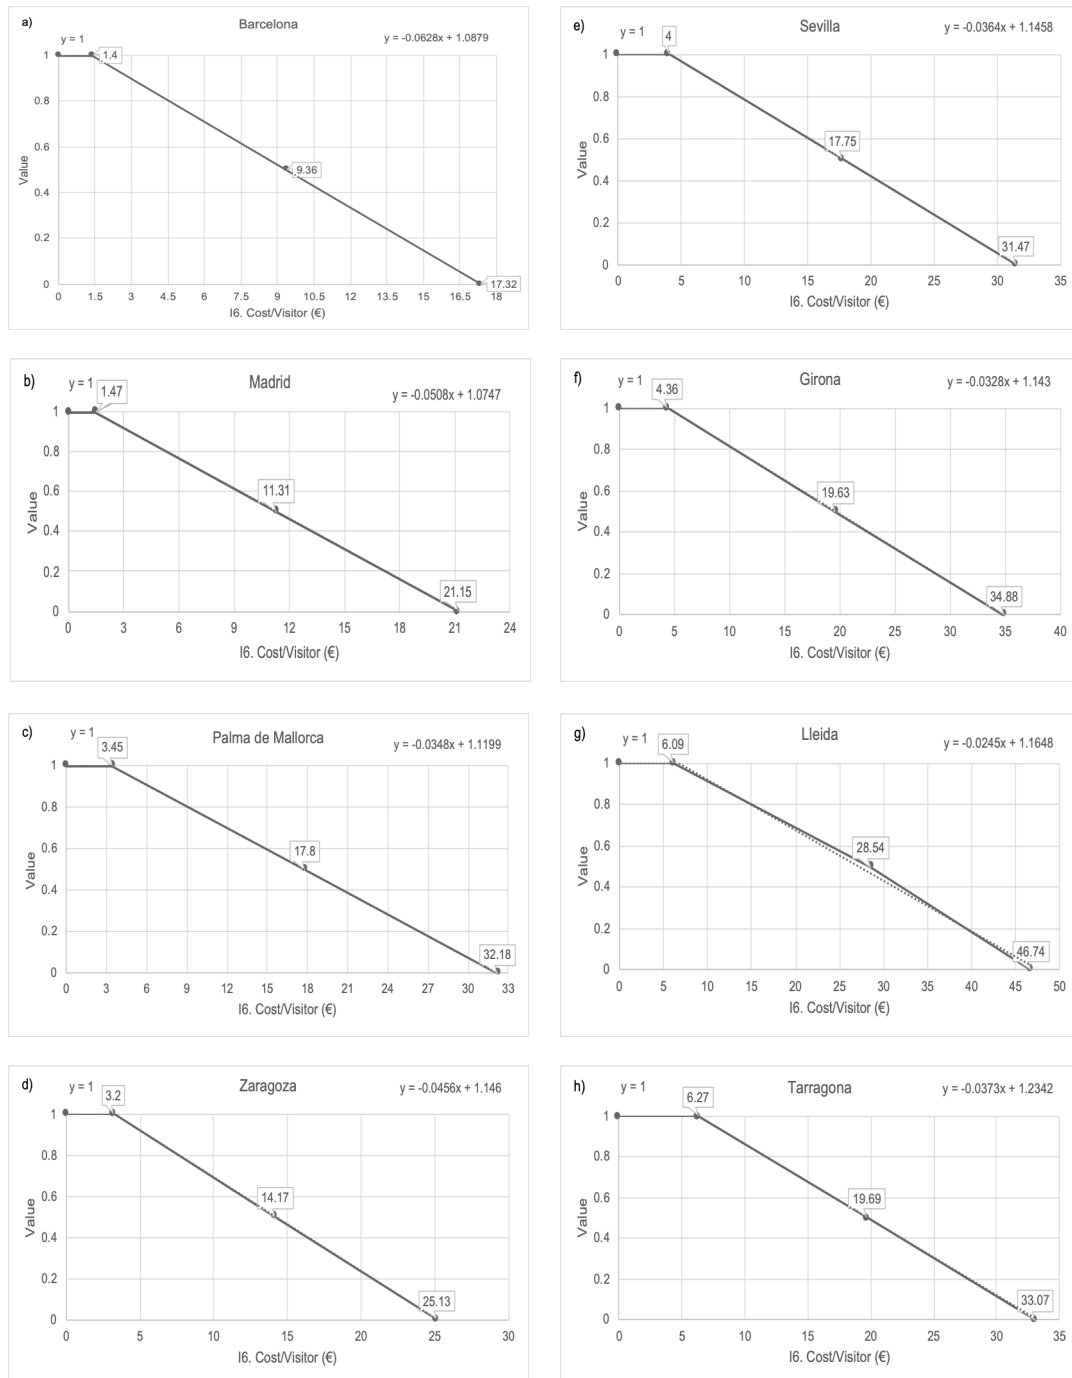 a)
Barcelona
y = 1
y = -0.0628x + 1.0879
1.4
9.36
17.32
1
0.8
0.6
0.4
0.2
0
Value
0 1.5 3 4.5 6 7.5 9 10.5 12 13.5 15 16.5 18
I6. Cost/Visitor (€)
b)
Madrid
y = 1
y = -0.0508x + 1.0747
1.47
11.31
21.15
1
0.8
0.6
0.4
0.2
0
Value
0 3 6 9 12 15 18 21 24
I6. Cost/Visitor (€)
c)
Palma de Mallorca
y = 1
y = -0.0348x + 1.1199
3.45
17.8
32.18
1
0.8
0.6
0.4
0.2
0
Value
0 3 6 9 12 15 18 21 24 27 30 33
I6. Cost/Visitor (€)
d)
Zaragoza
y = 1
y = -0.0456x + 1.146
3.2
14.17
25.13
1
0.8
0.6
0.4
0.2
0
Value
0 5 10 15 20 25 30
I6. Cost/Visitor (€)
e)
Sevilla
y = 1
y = -0.0364x + 1.1458
4
17.75
31.47
1
0.8
0.6
0.4
0.2
0
Value
0 5 10 15 20 25 30 35
I6. Cost/Visitor (€)
f)
Girona
y = 1
y = -0.0328x + 1.143
4.36
19.63
34.88
1
0.8
0.6
0.4
0.2
0
Value
0 5 10 15 20 25 30 35 40
I6. Cost/Visitor (€)
g)
Lleida
y = 1
y = -0.0245x + 1.1648
6.09
28.54
46.74
1
0.8
0.6
0.4
0.2
0
Value
0 5 10 15 20 25 30 35 40 45 50
I6. Cost/Visitor (€)
h)
Tarragona
y = 1
y = -0.0373x + 1.2342
6.27
19.69
33.07
1
0.8
0.6
0.4
0.2
0
Value
0 5 10 15 20 25 30 35
I6. Cost/Visitor (€)